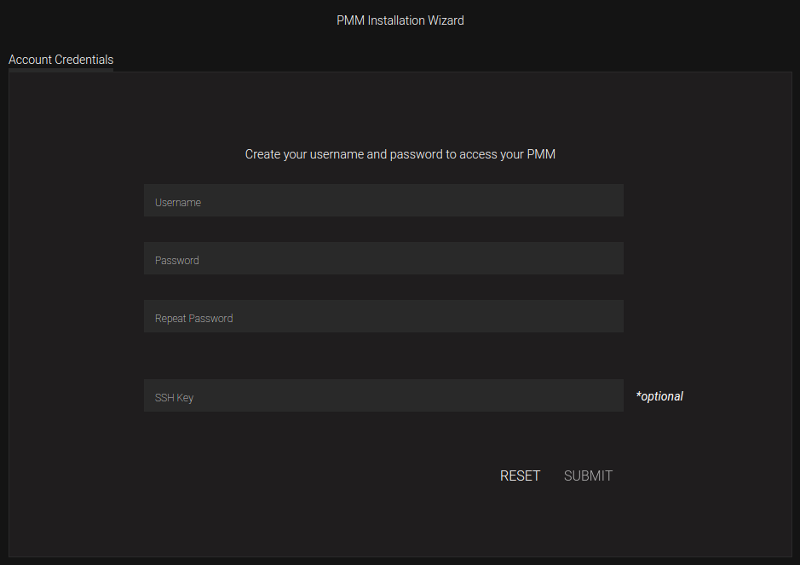 PMM Installation Wizard
Account Credentials
Create your username and password to access your PMM
Username
Password
Repeat Password
SSH Key
*optional
RESET SUBMIT